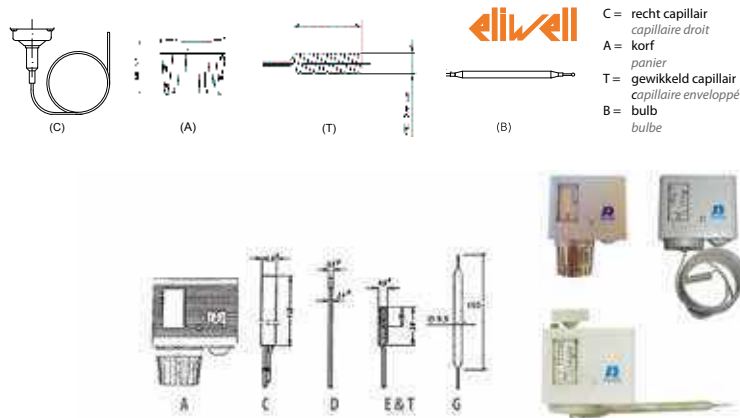 eliwell
C = recht capillair
capillaire droit
A = korf
panier
T = gewikkeld capillair
capillaire enveloppé
B = bulb
bulbe
(C)
(A)
(T)
(B)
A
C
D
E & T
G